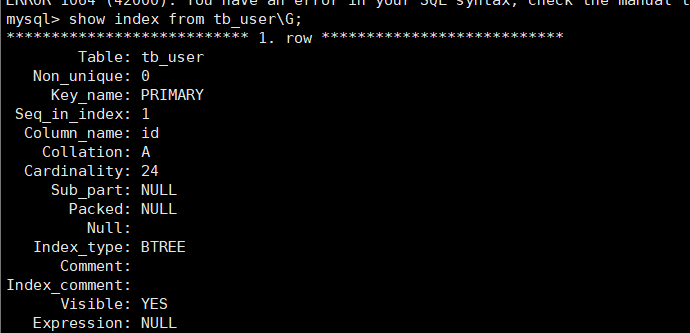 ERROR 1064 (42000): You have an error in your SQL syntax; check the manual t
mysql> show index from tb_user\G;
*************************** 1. row ***************************
Table: tb_user
Non_unique: 0
Key_name: PRIMARY
Seq_in_index: 1
Column_name: id
Collation: A
Cardinality: 24
Sub_part: NULL
Packed: NULL
Null:
Index_type: BTREE
Comment:
Index_comment:
Visible: YES
Expression: NULL